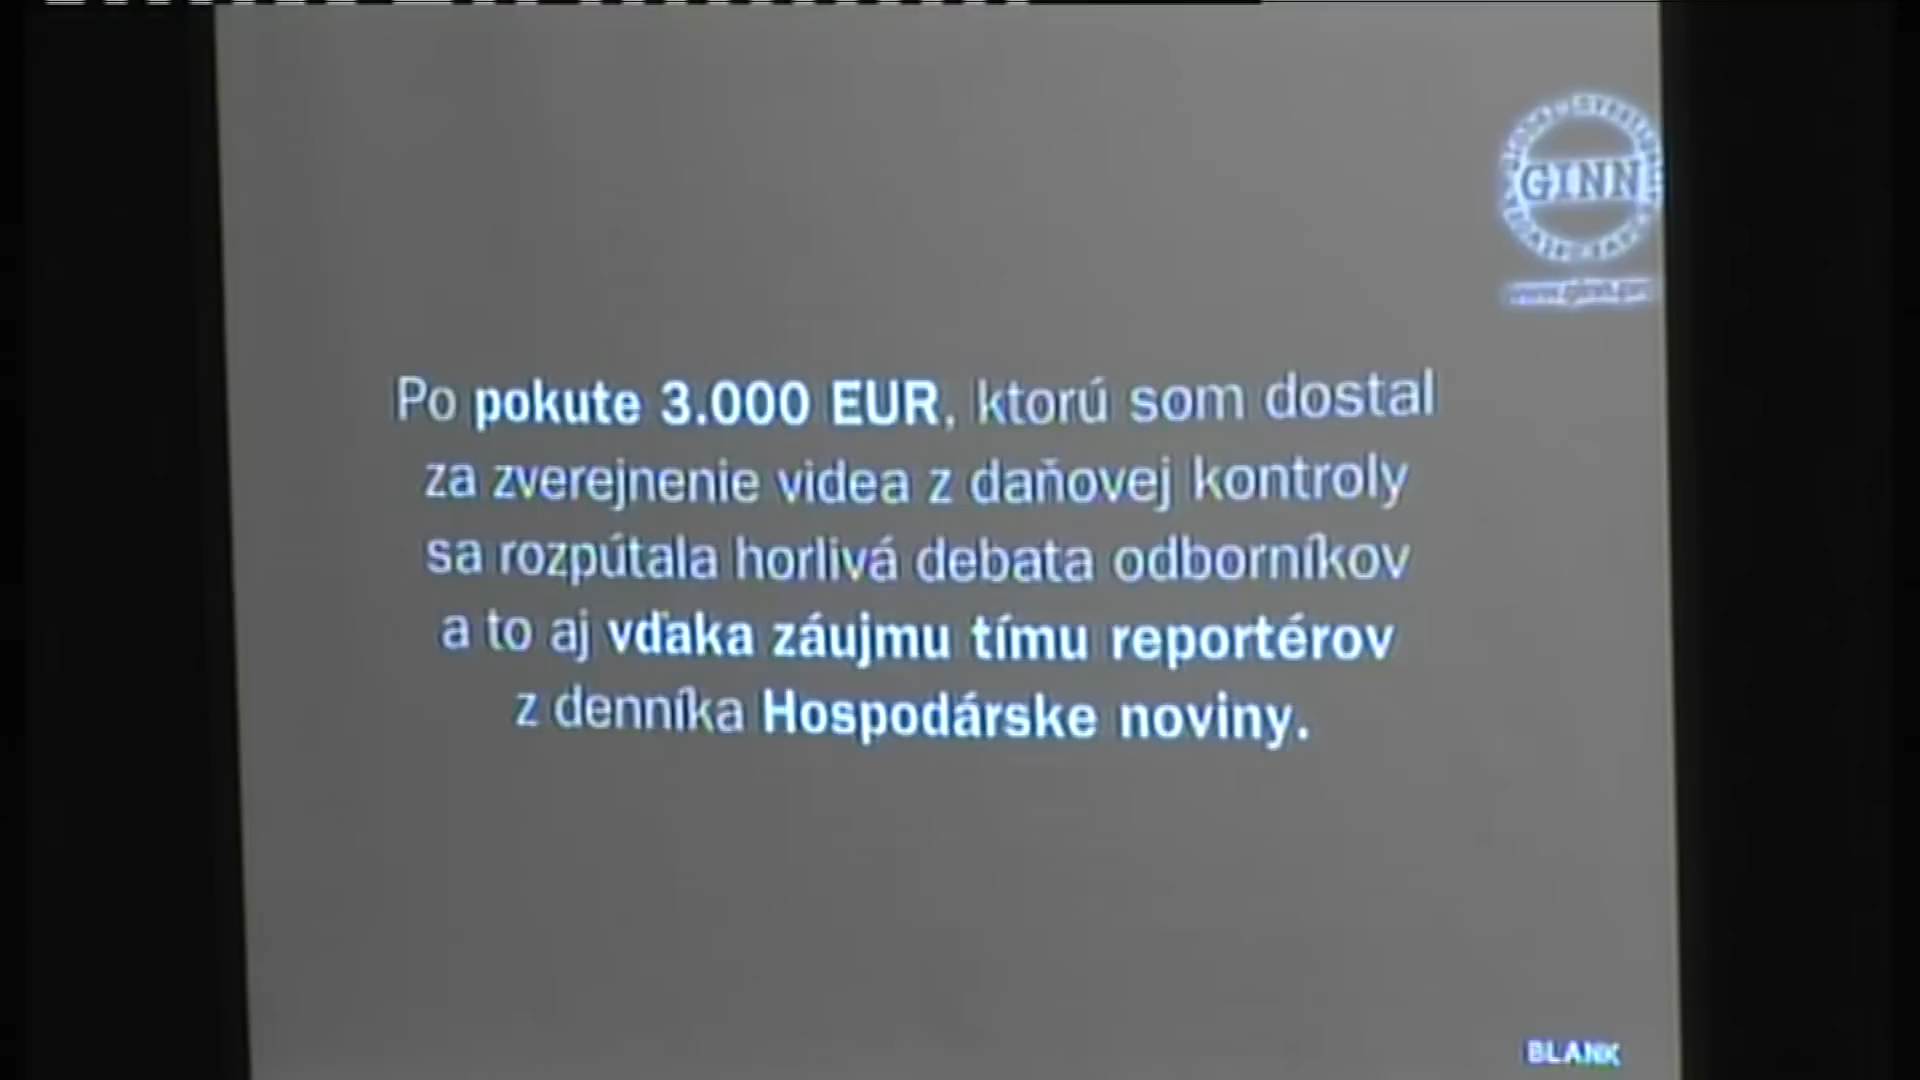 GINN
Po pokute 3.000 EUR, ktorú som dostal
za zverejnenie videa z daňovej kontroly
sa rozpútala horlivá debata odborníkov
a to aj vďaka záujmu tímu reportérov
z denníka Hospodárske noviny.
BLANK